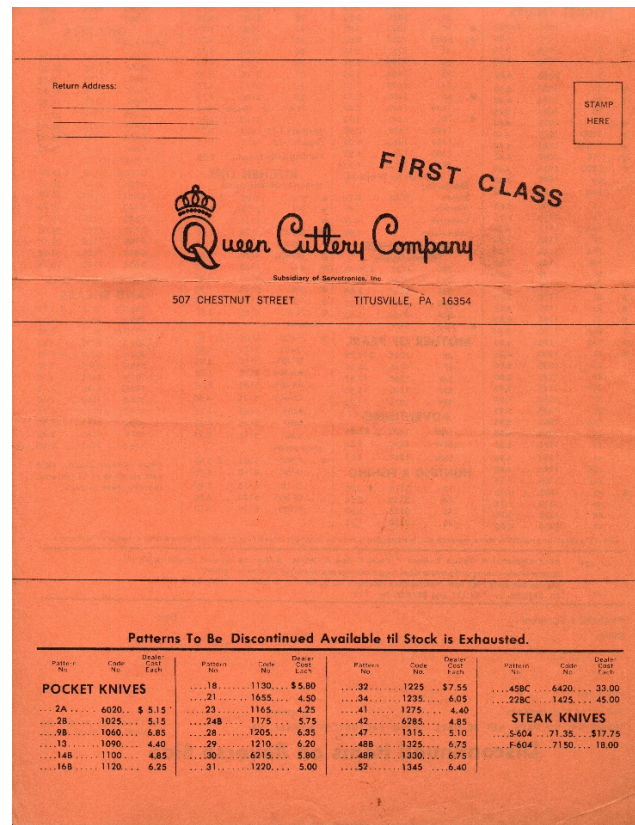 Return Address:
STAMP
HERE
FIRST CLASS
Queen Cutlery Company
Subsidiary of Servotronics, Inc.
507 CHESTNUT STREET TITUSVILLE, PA. 16354
Patterns To Be Discontinued Available til Stock is Exhausted.
Pattern No. Code No. Dealer Cost Each
POCKET KNIVES
....2A........6020....$ 5.15
....2B........1025.... 5.15
....9B........1060.... 6.85
....13........1090.... 4.40
....14B......1100.... 4.85
....16B......1120.... 6.25
Pattern No. Code No. Dealer Cost Each
....18........1130....$5.80
....21........1655.... 4.50
....23........1165.... 4.25
....24B......1175.... 5.75
....28........1205.... 6.35
....29........1210.... 6.20
....30........6215.... 5.80
....31........1220.... 5.00
Pattern No. Code No. Dealer Cost Each
....32........1225....$7.55
....34........1235.... 6.05
....41........1275.... 4.40
....42........6285.... 4.85
....47........1315.... 5.10
....48B......1325.... 6.75
....48R......1330.... 6.75
....52........1345.... 6.40
Pattern No. Code No. Dealer Cost Each
....45BC....6420.... 33.00
....22BC....1425.... 45.00
STEAK KNIVES
....S-604....71.35....$17.75
....F-604....7150.... 18.00